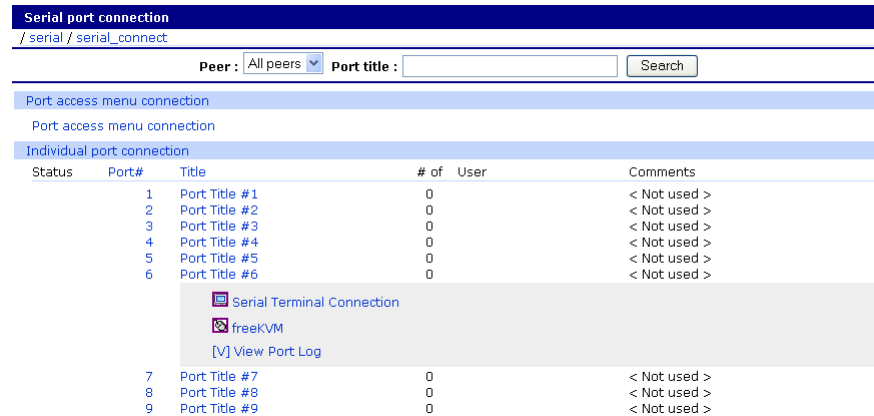 Serial port connection
/ serial / serial_connect
Peer : All peers Port title : Search
Port access menu connection
Port access menu connection
Individual port connection
Status Port# Title # of User Comments
1 Port Title #1 0 < Not used >
2 Port Title #2 0 < Not used >
3 Port Title #3 0 < Not used >
4 Port Title #4 0 < Not used >
5 Port Title #5 0 < Not used >
6 Port Title #6 0 < Not used >
Serial Terminal Connection
freeKVM
[V] View Port Log
7 Port Title #7 0 < Not used >
8 Port Title #8 0 < Not used >
9 Port Title #9 0 < Not used >